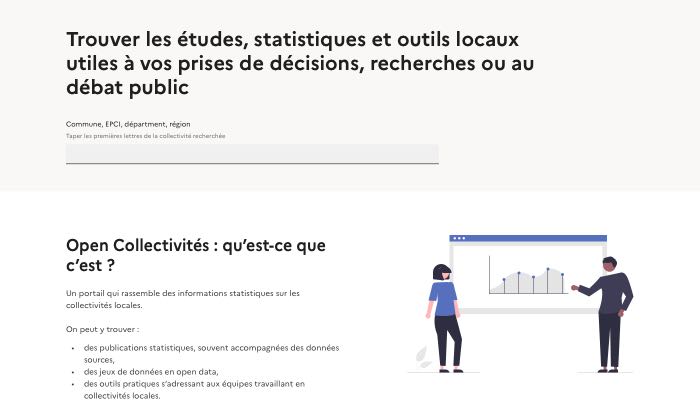 Trouver les études, statistiques et outils locaux
utiles à vos prises de décisions, recherches ou au
débat public
Commune, EPCI, département, région
Taper les premières lettres de la collectivité recherchée
Open Collectivités : qu'est-ce que
c'est ?
Un portail qui rassemble des informations statistiques sur les
collectivités locales.
On peut y trouver :
• des publications statistiques, souvent accompagnées des données
sources,
• des jeux de données en open data,
• des outils pratiques s'adressant aux équipes travaillant en
collectivités locales.